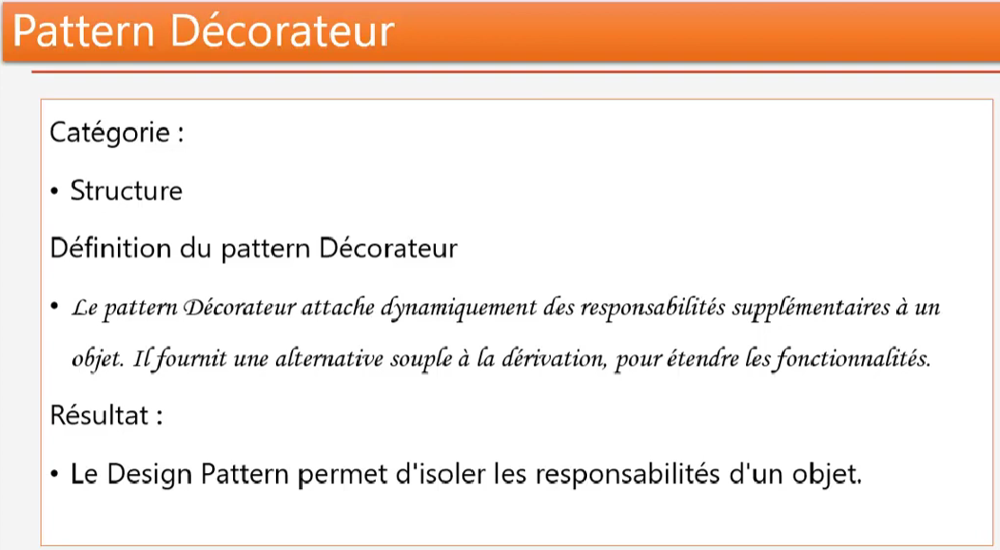 Pattern Décorateur
Catégorie :
• Structure
Définition du pattern Décorateur
• Le pattern Décorateur attache dynamiquement des responsabilités supplémentaires à un
objet. Il fournit une alternative souple à la dérivation, pour étendre les fonctionnalités.
Résultat :
• Le Design Pattern permet d'isoler les responsabilités d'un objet.